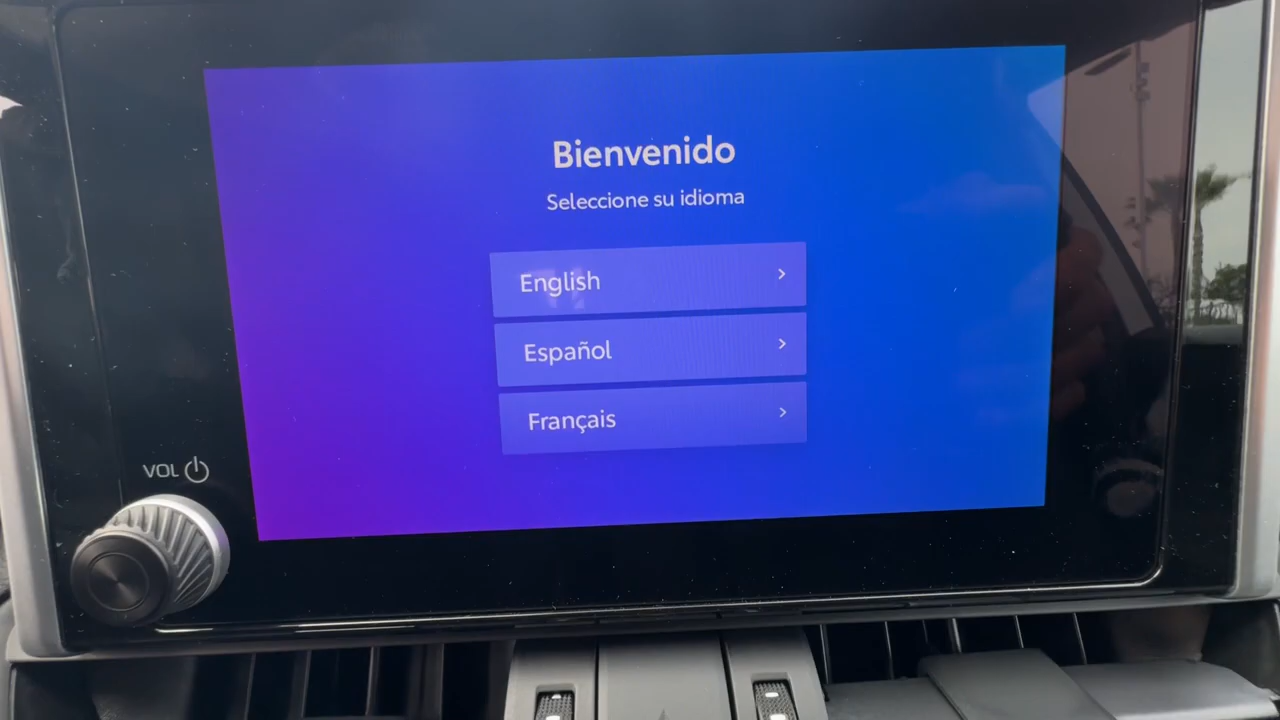 Bienvenido
Seleccione su idioma
English
Español
Français
VOL